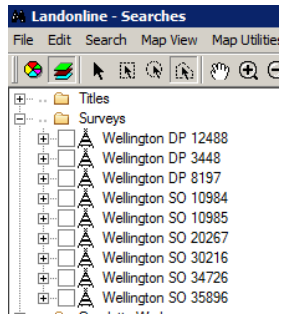 Landonline - Searches
File Edit Search Map View Map Utilities
Titles
Surveys
Wellington DP 12488
Wellington DP 3448
Wellington DP 8197
Wellington SO 10984
Wellington SO 10985
Wellington SO 20267
Wellington SO 30216
Wellington SO 34726
Wellington SO 35896